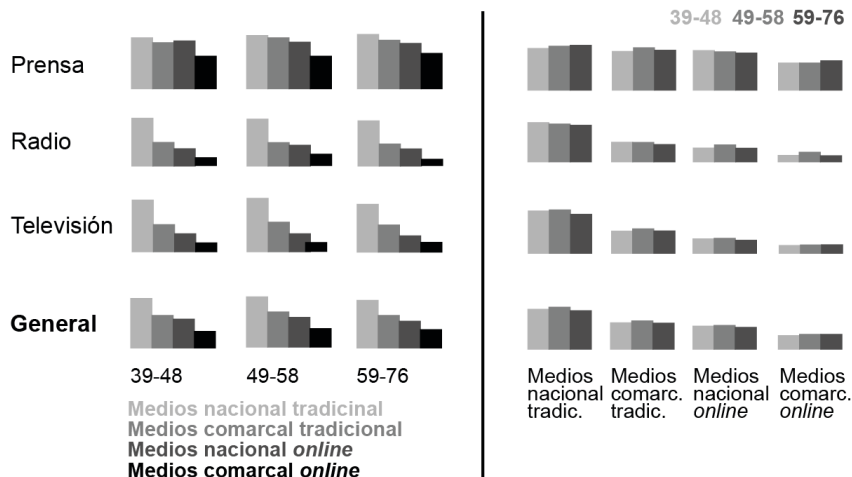 39-48 49-58 59-76
Prensa
Radio
Televisión
General
39-48 49-58 59-76
Medios nacional tradicinal
Medios comarcal tradicional
Medios nacional online
Medios comarcal online
Medios nacional tradic.
Medios comarc. tradic.
Medios nacional online
Medios comarc. online